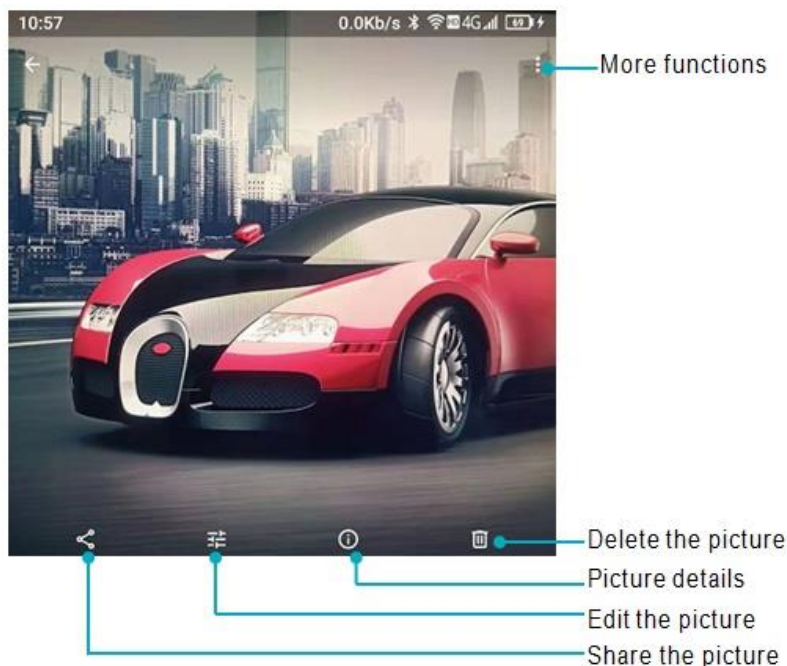 10:57
0.0Kb/s HD 4G 69
More functions
Delete the picture
Picture details
Edit the picture
Share the picture